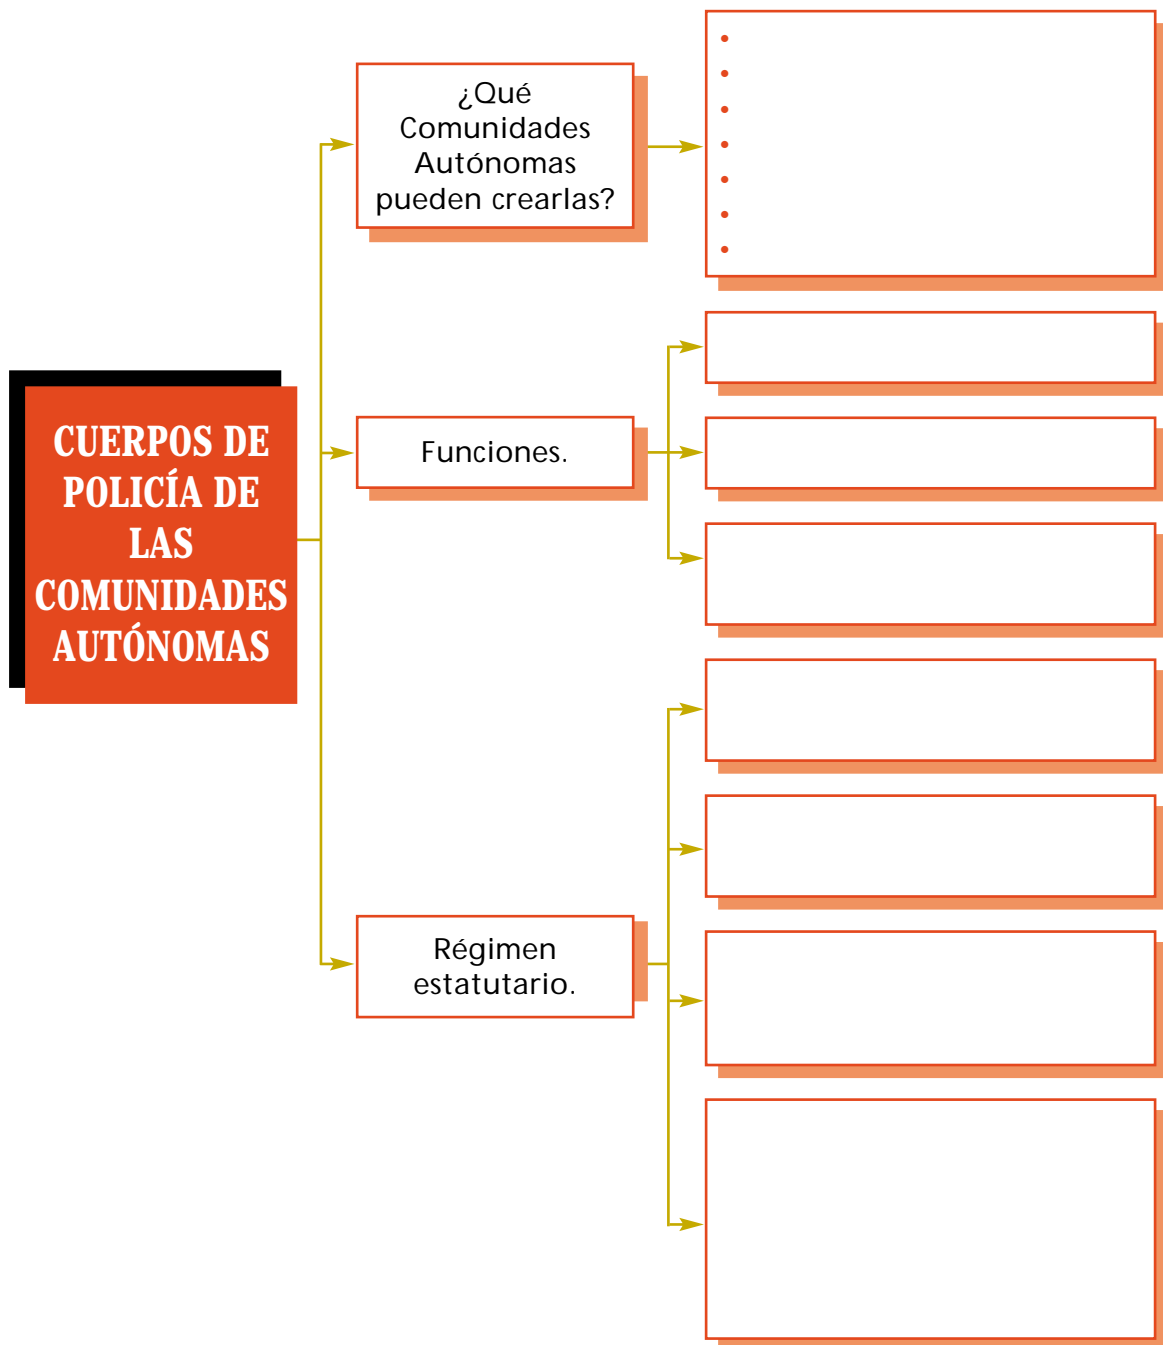 ¿Qué
Comunidades
Autónomas
pueden crearlas?
CUERPOS DE
POLICÍA DE
LAS
COMUNIDADES
AUTÓNOMAS
Funciones.
Régimen
estatutario.